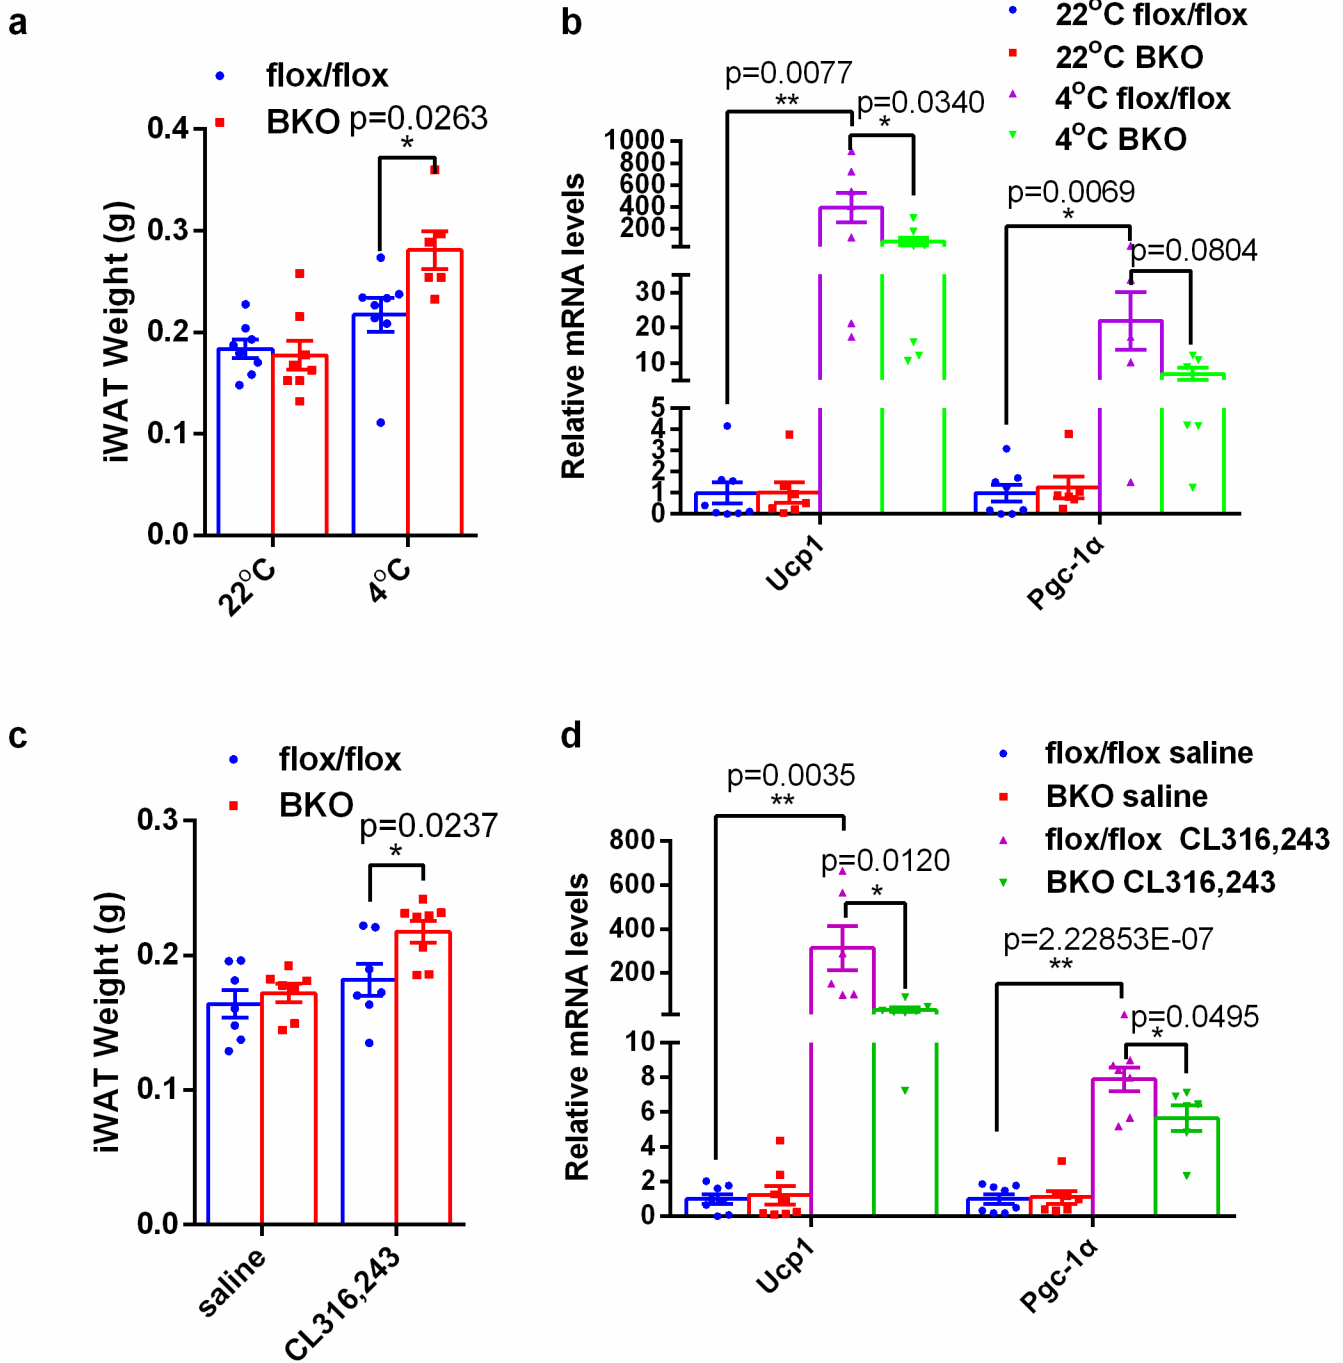 a
flox/flox
BKO
p=0.0263
*
0.4
0.3
0.2
0.1
0.0
iWAT Weight (g)
22°C
4°C
b
22°C flox/flox
22°C BKO
4°C flox/flox
4°C BKO
p=0.0077
**
p=0.0340
*
p=0.0069
*
p=0.0804
1000
800
600
400
200
30
20
10
5
4
3
2
1
0
Relative mRNA levels
Ucp1
Pgc-1α
c
flox/flox
BKO
p=0.0237
*
0.3
0.2
0.1
0.0
iWAT Weight (g)
saline
CL316,243
d
flox/flox saline
BKO saline
flox/flox CL316,243
BKO CL316,243
p=0.0035
**
p=0.0120
*
p=2.22853E-07
**
p=0.0495
*
800
600
400
200
10
8
6
4
2
0
Relative mRNA levels
Ucp1
Pgc-1α